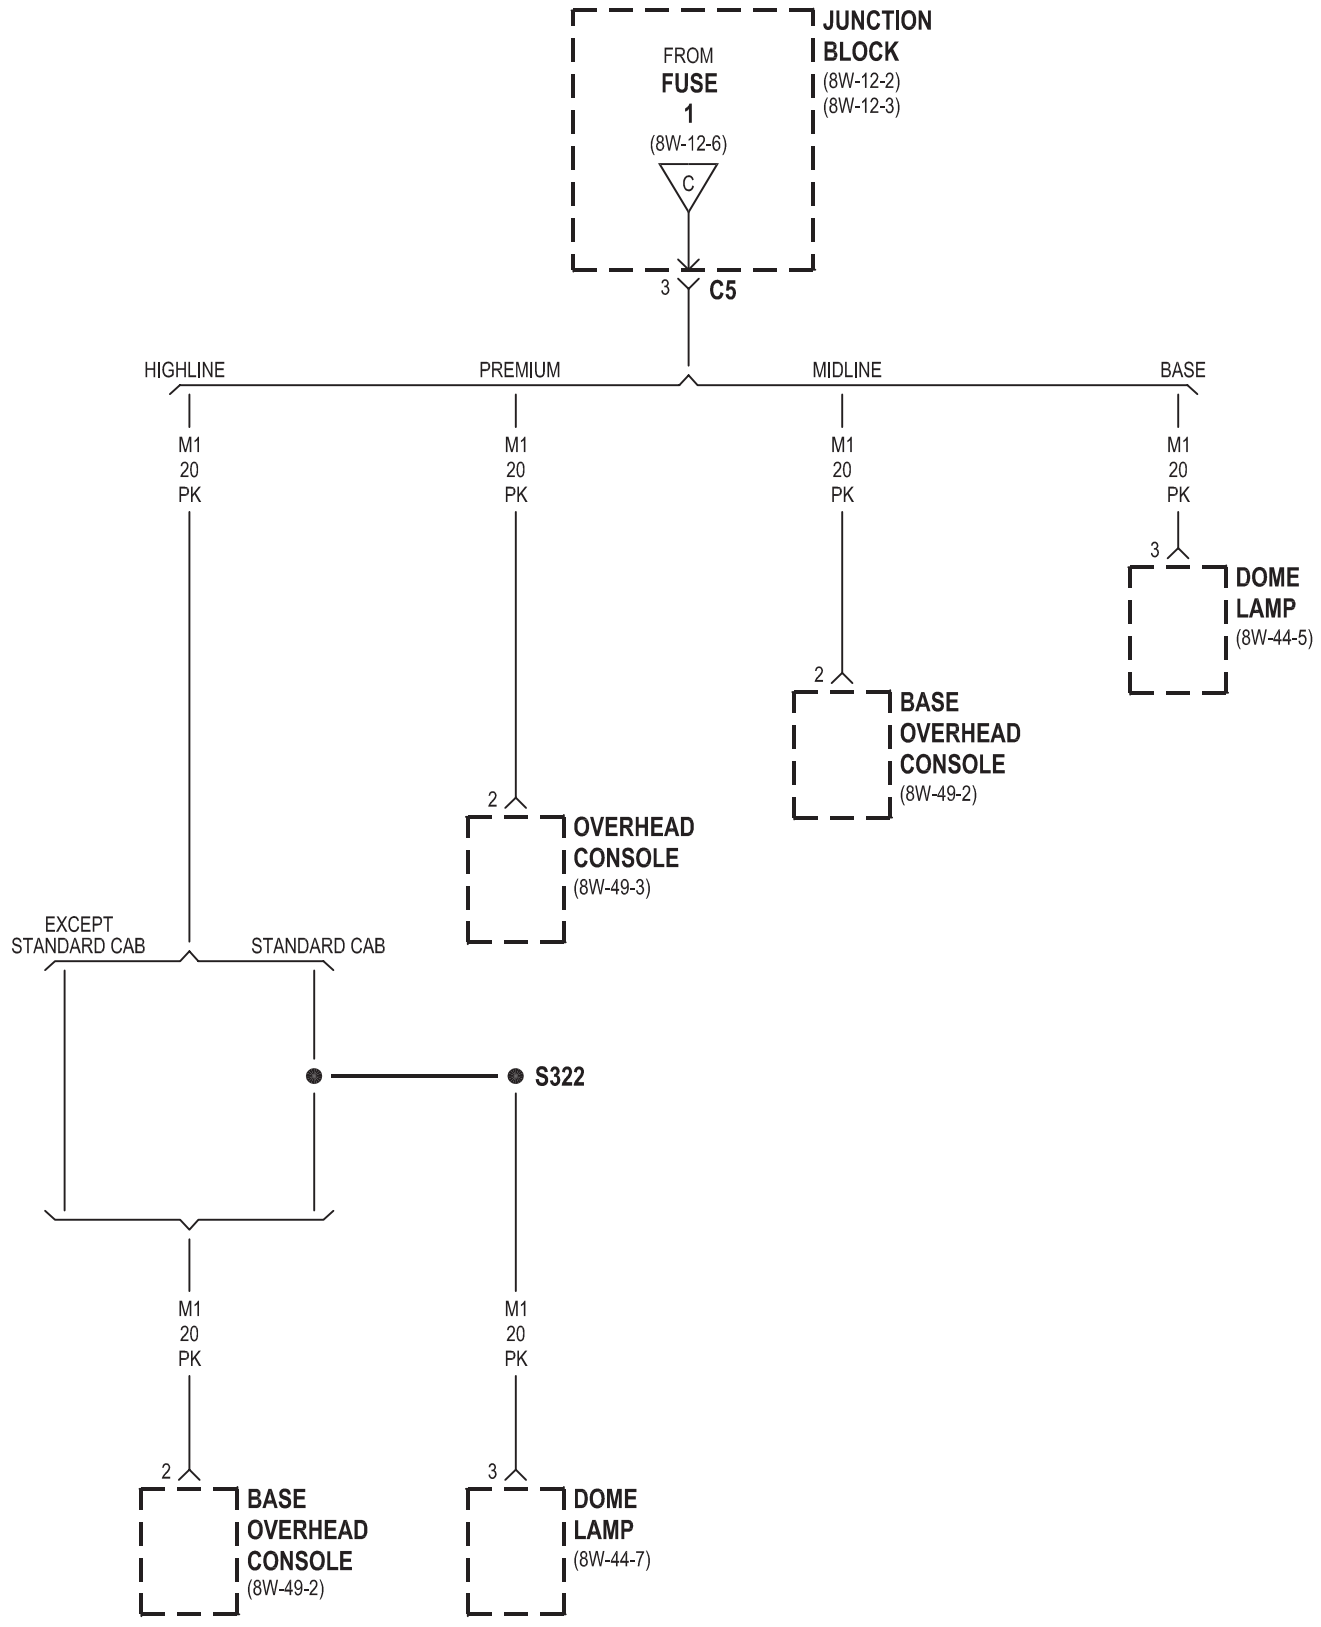 JUNCTION
BLOCK
(8W-12-2)
(8W-12-3)
FROM
FUSE
1
(8W-12-6)
C
3
C5
HIGHLINE
PREMIUM
MIDLINE
BASE
M1
20
PK
M1
20
PK
M1
20
PK
M1
20
PK
3
DOME
LAMP
(8W-44-5)
2
BASE
OVERHEAD
CONSOLE
(8W-49-2)
2
OVERHEAD
CONSOLE
(8W-49-3)
EXCEPT
STANDARD CAB
STANDARD CAB
S322
M1
20
PK
M1
20
PK
2
BASE
OVERHEAD
CONSOLE
(8W-49-2)
3
DOME
LAMP
(8W-44-7)